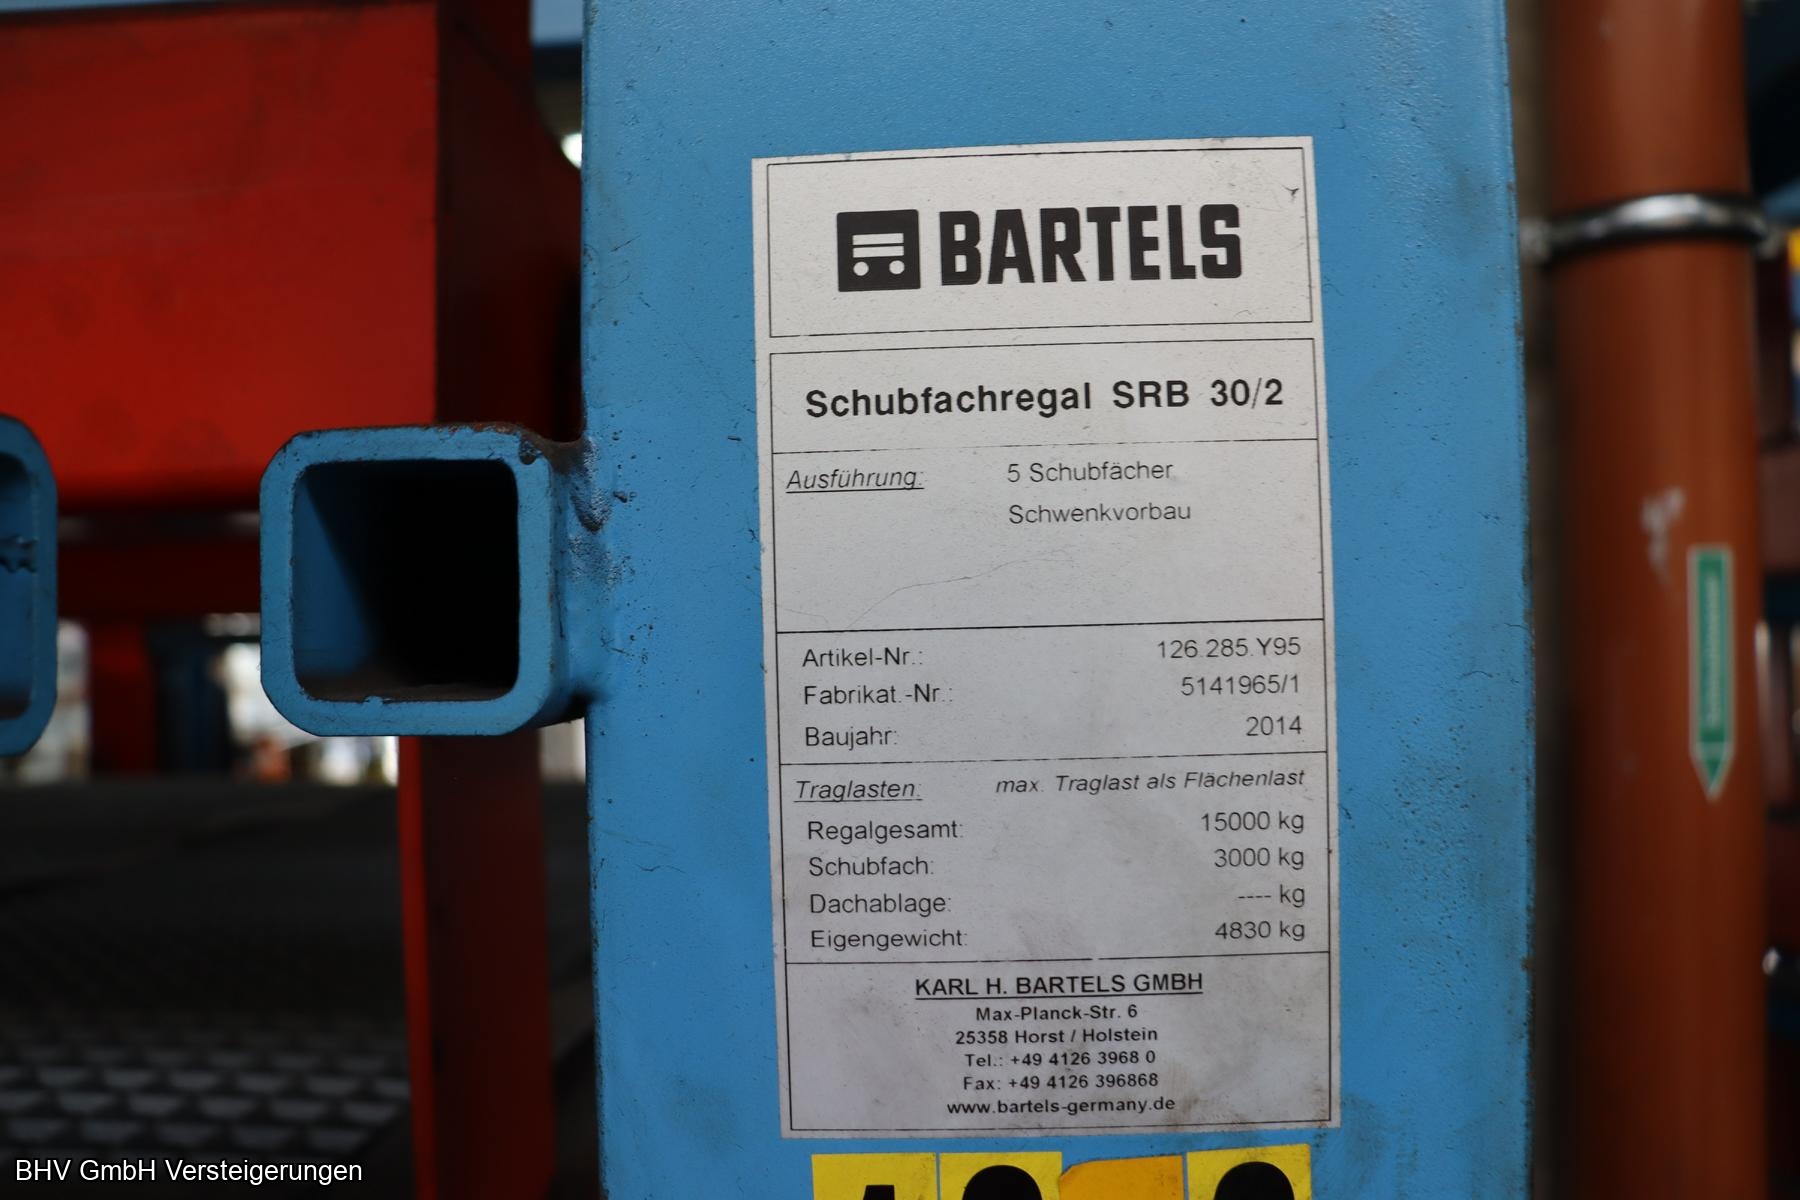 BARTELS
Schubfachregal SRB 30/2
Ausführung: 5 Schubfächer
Schwenkvorbau
Artikel-Nr.: 126.285.Y95
Fabrikat.-Nr.: 5141965/1
Baujahr: 2014
Traglasten: max. Traglast als Flächenlast
Regalgesamt: 15000 kg
Schubfach: 3000 kg
Dachablage: ---- kg
Eigengewicht: 4830 kg
KARL H. BARTELS GMBH
Max-Planck-Str. 6
25358 Horst / Holstein
Tel.: +49 4126 3968 0
Fax: +49 4126 396868
www.bartels-germany.de
BHV GmbH Versteigerungen